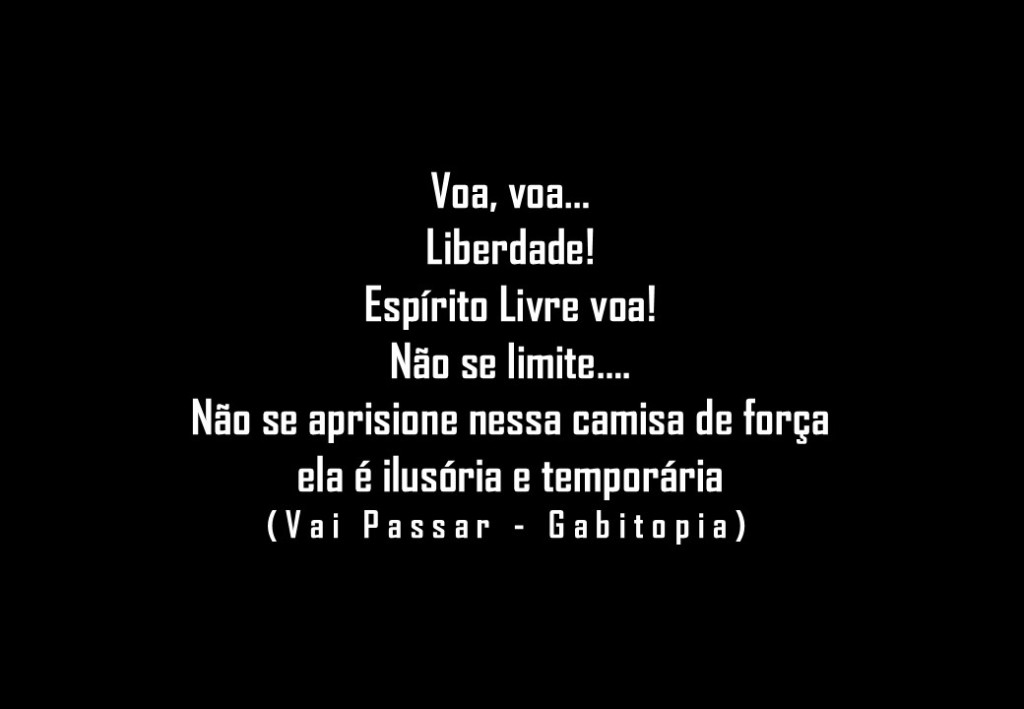 Voa, voa...
Liberdade!
Espírito Livre voa!
Não se limite....
Não se aprisione nessa camisa de força
ela é ilusória e temporária
(Vai Passar - Gabitopia)